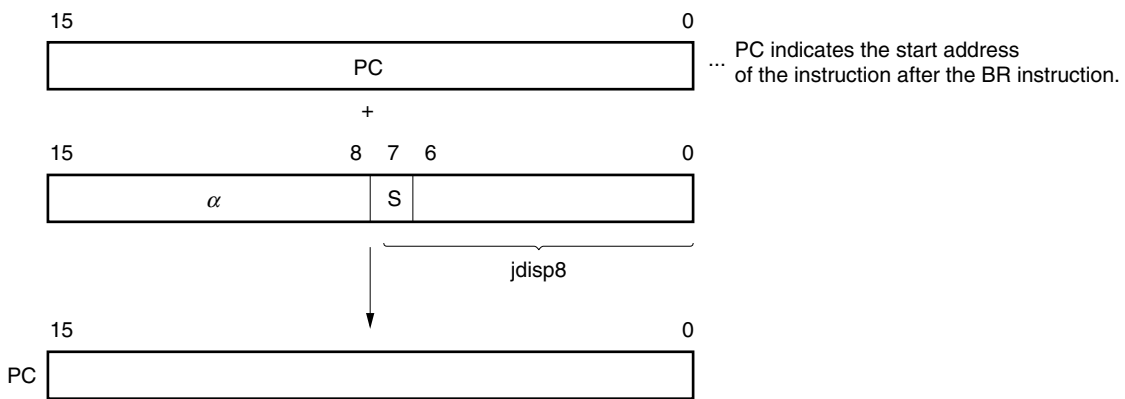 15 0
PC
... PC indicates the start address
of the instruction after the BR instruction.
+
15 8 7 6 0
α S
jdisp8
15 0
PC